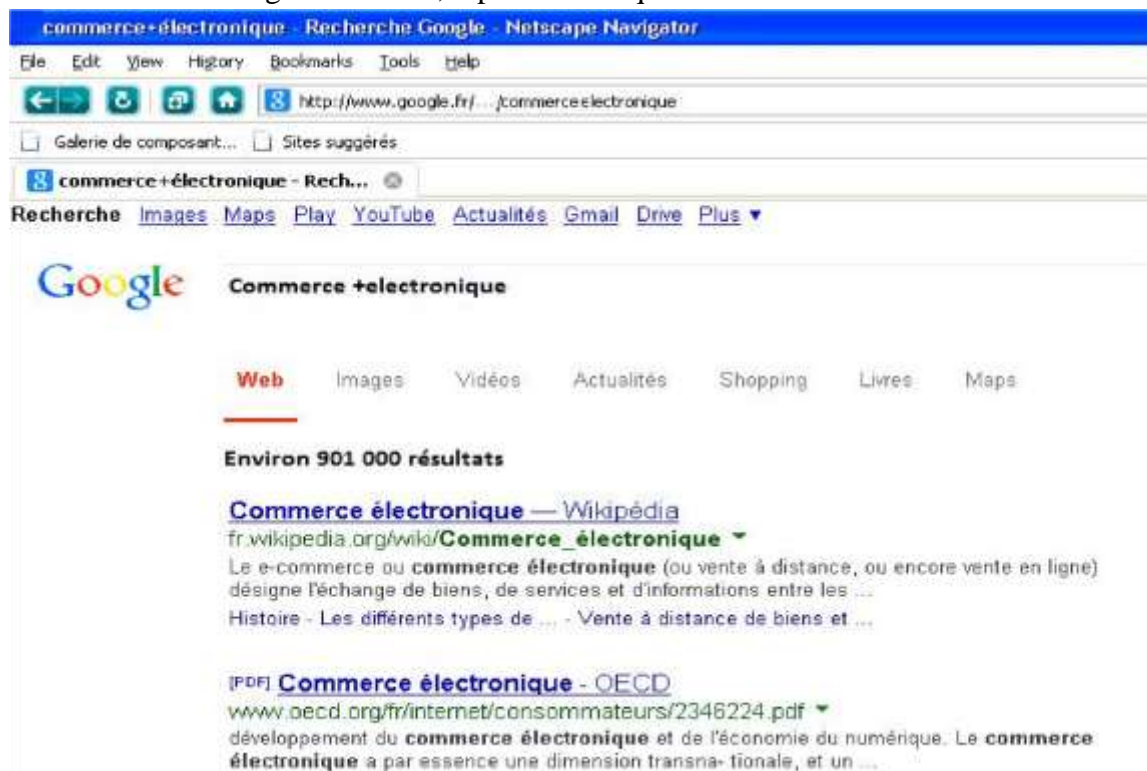 commerce+électronique - Recherche Google - Netscape Navigator
File Edit View History Bookmarks Tools Help
http://www.google.fr/... /commerceelectronique
Galerie de composant... Sites suggérés
commerce+électronique - Rech...
Recherche Images Maps Play YouTube Actualités Gmail Drive Plus ▼
Google Commerce +electronique
Web Images Vidéos Actualités Shopping Livres Maps
Environ 901 000 résultats
Commerce électronique — Wikipédia
fr.wikipedia.org/wiki/Commerce_électronique ▼
Le e-commerce ou commerce électronique (ou vente à distance, ou encore vente en ligne)
désigne l'échange de biens, de services et d'informations entre les ...
Histoire - Les différents types de ... - Vente à distance de biens et ...
[PDF] Commerce électronique - OECD
www.oecd.org/fr/internet/consommateurs/2346224.pdf ▼
développement du commerce électronique et de l'économie du numérique. Le commerce
électronique a par essence une dimension transna- tionale, et un ...